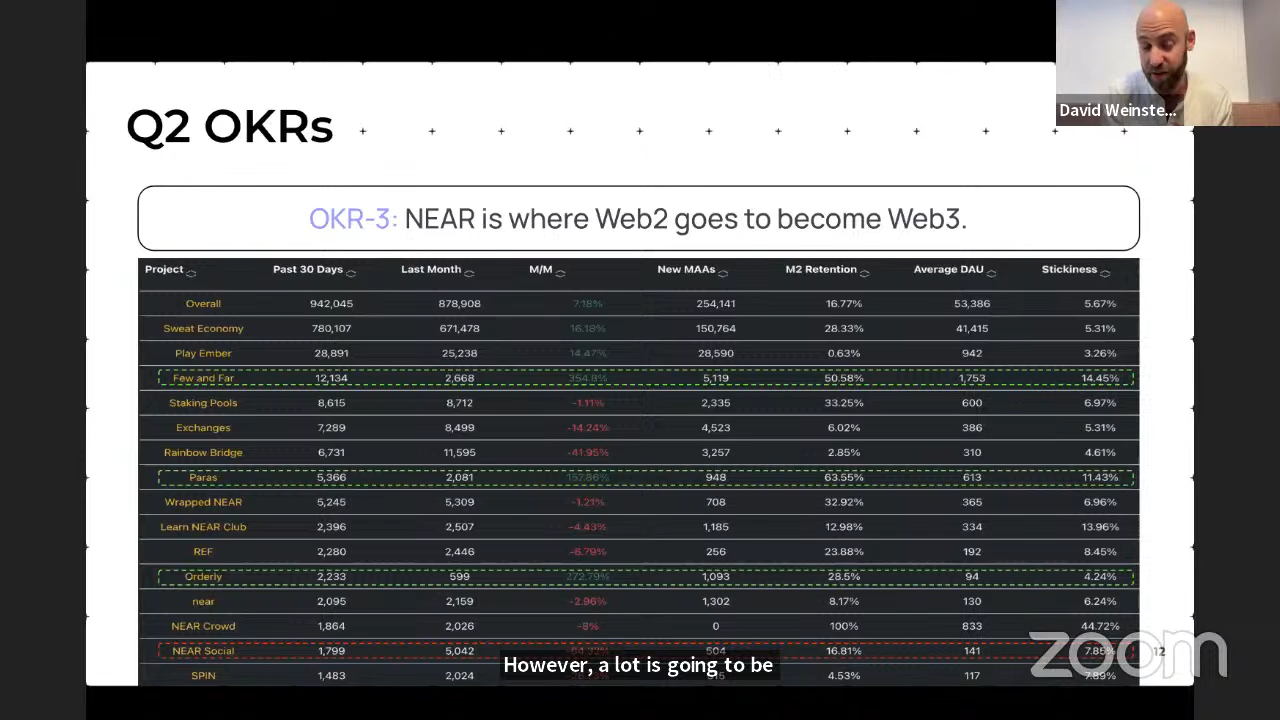 David Weinste...
Q2 OKRs
OKR-3: NEAR is where Web2 goes to become Web3.
Project Past 30 Days Last Month M/M New MAAs M2 Retention Average DAU Stickiness
Overall 942,045 878,908 7.18% 254,141 16.77% 53,386 5.67%
Sweat Economy 780,107 671,478 16.18% 150,764 28.33% 41,415 5.31%
Play Ember 28,891 25,238 14.47% 28,590 0.63% 942 3.26%
Few and Far 12,134 2,668 354.8% 5,119 50.58% 1,753 14.45%
Staking Pools 8,615 8,712 -1.11% 2,335 33.25% 600 6.97%
Exchanges 7,289 8,499 -14.24% 4,523 6.02% 386 5.31%
Rainbow Bridge 6,731 11,595 -41.95% 3,257 2.85% 310 4.61%
Paras 5,366 2,081 157.86% 948 63.55% 613 11.43%
Wrapped NEAR 5,245 5,309 -1.21% 708 32.92% 365 6.96%
Learn NEAR Club 2,396 2,507 -4.43% 1,185 12.98% 334 13.96%
REF 2,280 2,446 -6.79% 256 23.88% 192 8.45%
Orderly 2,233 599 272.79% 1,093 28.5% 94 4.24%
near 2,095 2,159 -2.96% 1,302 8.17% 130 6.24%
NEAR Crowd 1,864 2,026 -8% 0 100% 833 44.72%
NEAR Social 1,799 5,042 504 16.81% 141 7.85%
SPIN 1,483 2,024 4.53% 117 7.89%
However, a lot is going to be
zoom
12